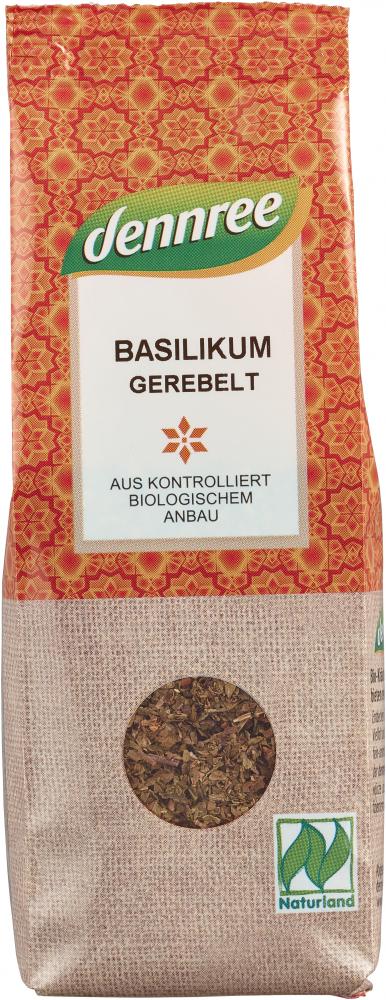 dennree
BASILIKUM
GEREBELT
AUS KONTROLLIERT
BIOLOGISCHEM
ANBAU
Naturland